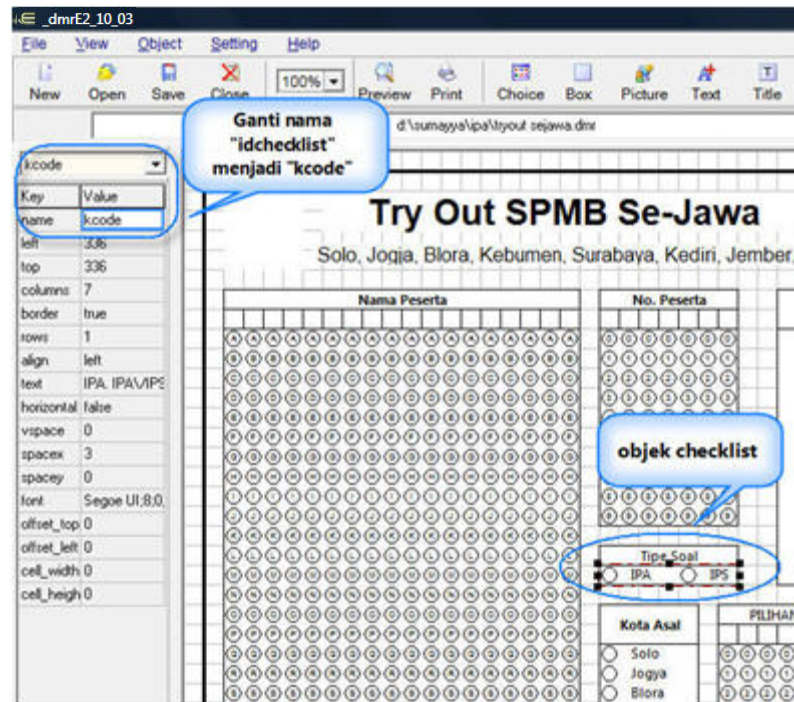 _dmrE2_10_03
File View Object Setting Help
100%
New Open Save Close Preview Print Choice Box Picture Text Title
d:\sumayya\ipa\tryout sejawa.dmr
Ganti nama
"idchecklist"
menjadi "kcode"
kcode
Key Value
name kcode
left 336
top 336
columns 7
border true
rows 1
align left
text IPA. IPA\/IPS
horizontal false
vspace 0
spacex 3
spacey 0
font Segoe UI;8;0,
offset_top 0
offset_left 0
cell_width 0
cell_heigh 0
Try Out SPMB Se-Jawa
Solo, Jogja, Blora, Kebumen, Surabaya, Kediri, Jember,
Nama Peserta
No. Peserta
objek checklist
Tipe Soal
IPA IPS
Kota Asal
Solo
Jogya
Blora
PILIHAN